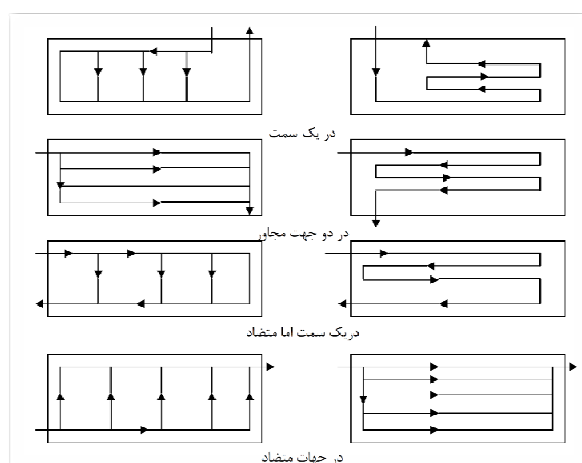 در یک سمت
در دو جهت مجاور
در یک سمت اما متضاد
در جهات متضاد